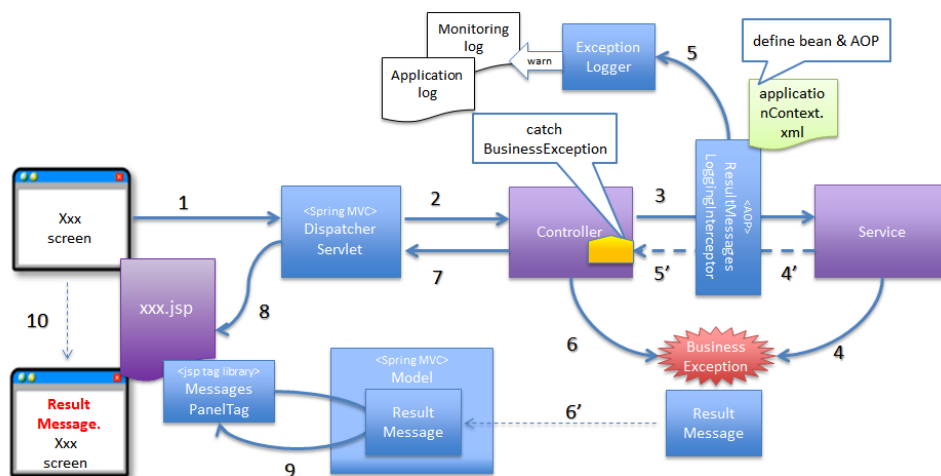 Monitoring
log
Application
log
warn
Exception
Logger
5
define bean & AOP
applicatio
nContext.
xml
catch
BusinessException
Xxx
screen
1
<Spring MVC>
Dispatcher
Servlet
2
7
Controller
3
5’
<AOP>
ResultMessages
LoggingInterceptor
4’
Service
10
xxx.jsp
8
6
Business
Exception
4
Result
Message.
Xxx
screen
<jsp tag library>
Messages
PanelTag
9
<Spring MVC>
Model
Result
Message
6’
Result
Message